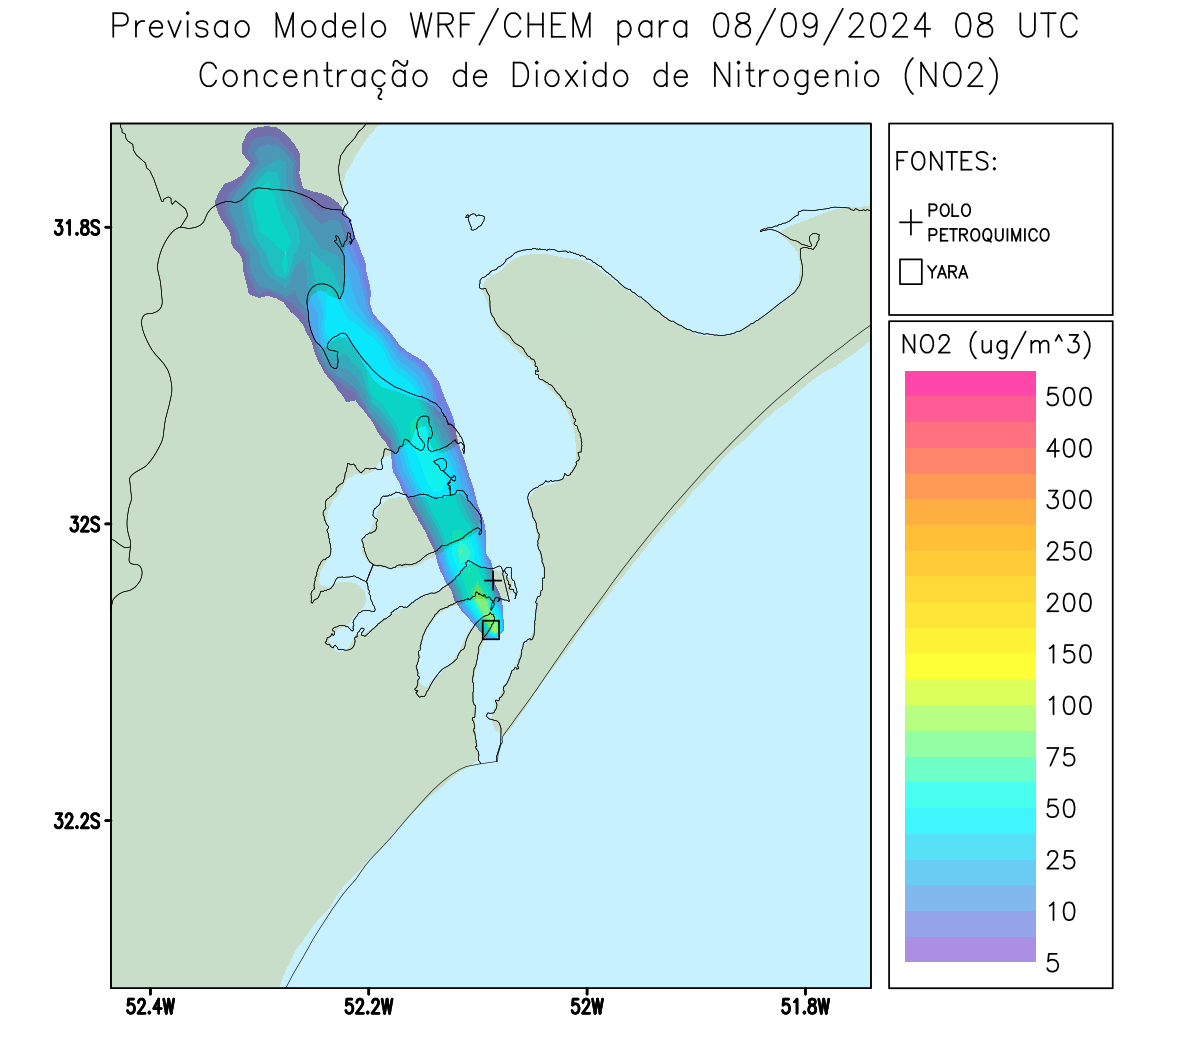 Previsao Modelo WRF/CHEM para 08/09/2024 08 UTC
Concentração de Dioxido de Nitrogenio (NO2)
FONTES:
POLO
PETROQUIMICO
YARA
NO2 (ug/m^3)
500
400
300
250
200
150
100
75
50
25
10
5
31.8S
32S
32.2S
52.4W
52.2W
52W
51.8W